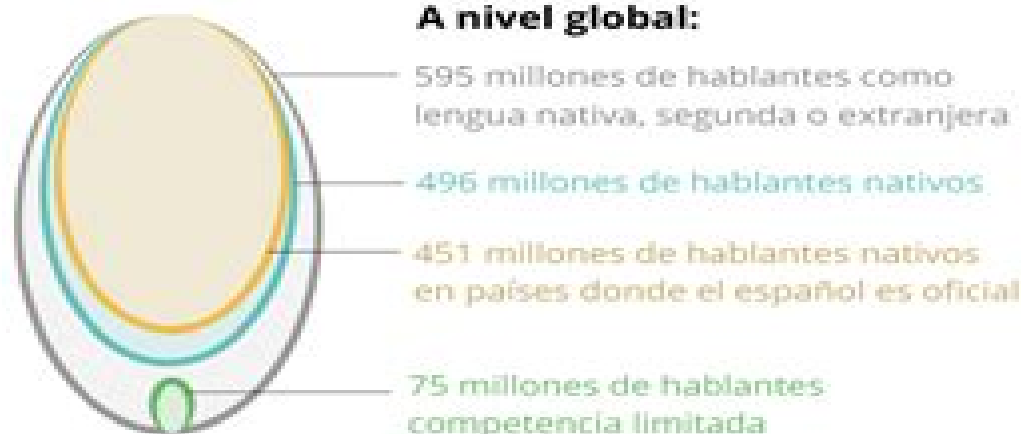 A nivel global:
595 millones de hablantes como
lengua nativa, segunda o extranjera
496 millones de hablantes nativos
451 millones de hablantes nativos
en países donde el español es oficial
75 millones de hablantes
competencia limitada